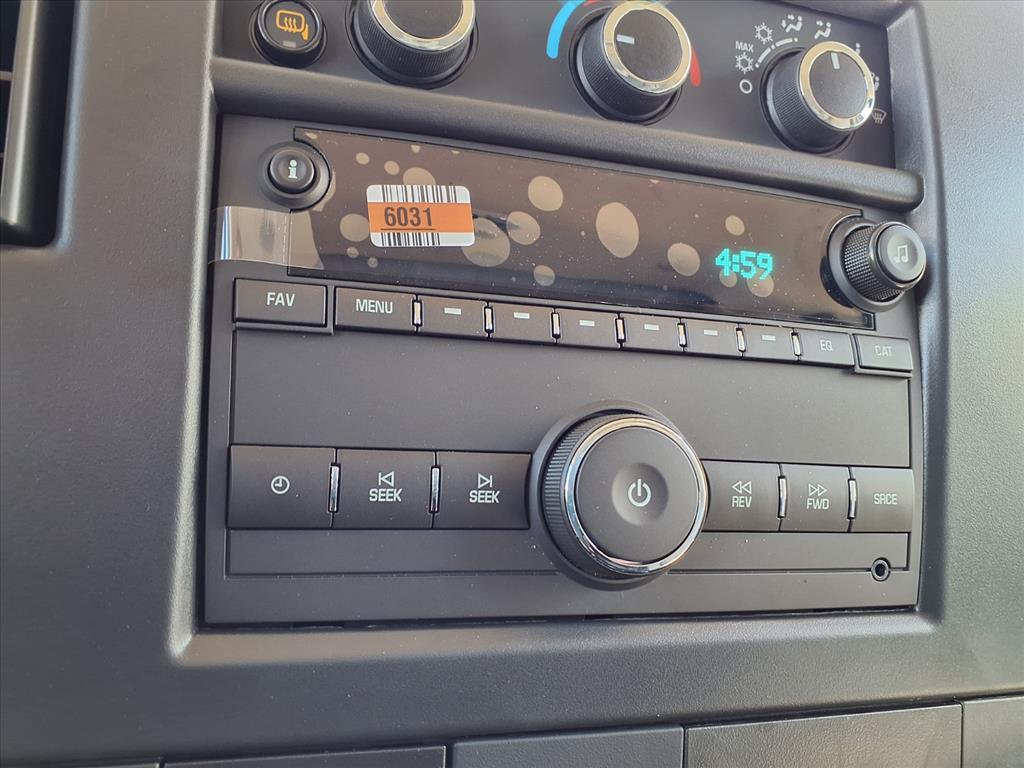 MAX
6031
4:59
FAV
MENU
EQ
CAT
SEEK
SEEK
REV
FWD
SRCE